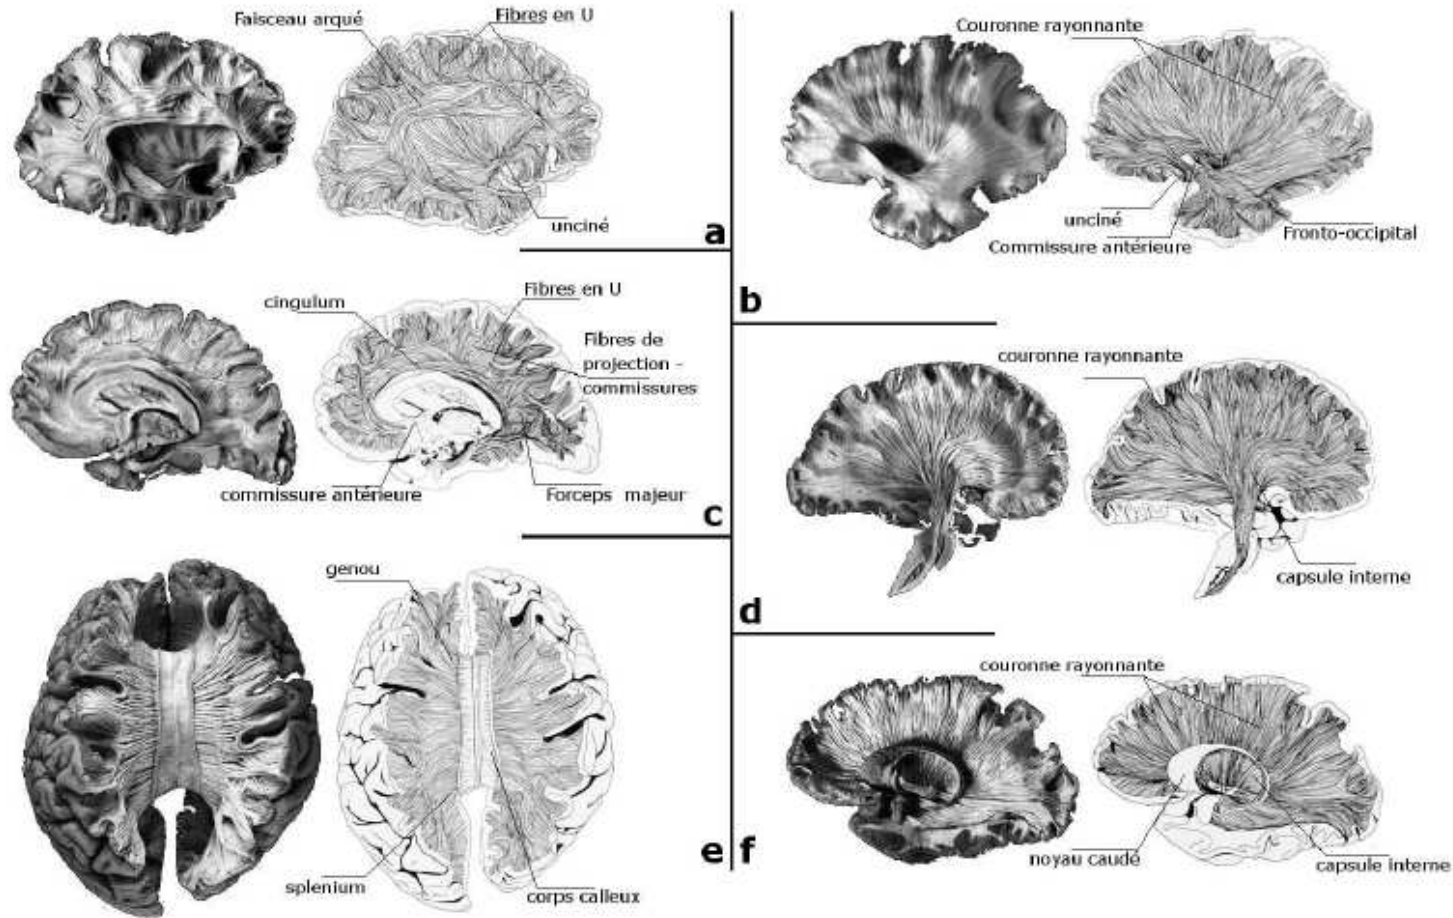 Faisceau arqué
Fibres en U
unciné
a
Couronne rayonnante
unciné
Commissure antérieure
Fronto-occipital
b
cingulum
Fibres en U
Fibres de
projection -
commissures
commissure antérieure
Forceps majeur
c
couronne rayonnante
capsule interne
d
genou
splenium
corps calleux
e
couronne rayonnante
noyau caudé
capsule interne
f